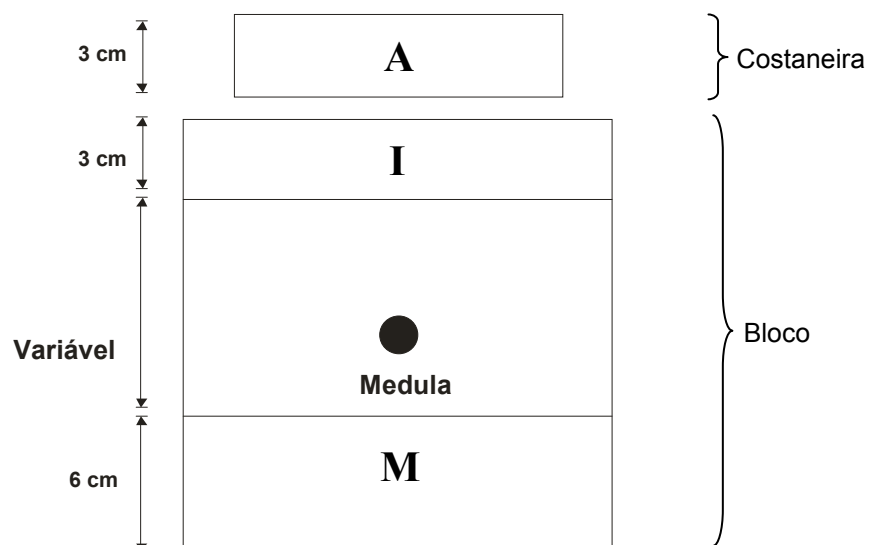 3 cm
A
Costaneira
3 cm
I
Variável
Medula
Bloco
6 cm
M